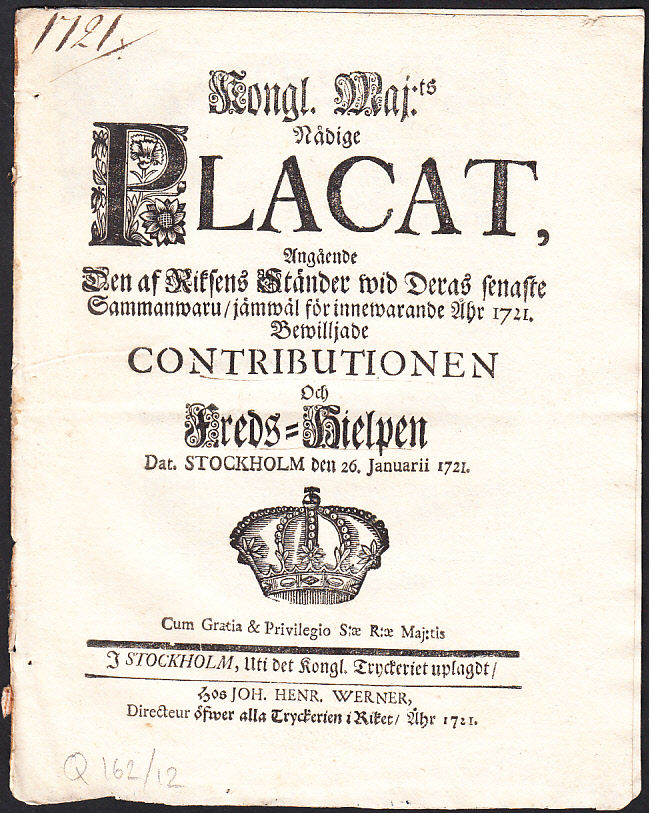 1721.
Kongl. Maj:ts
Nådige
PLACAT,
Angående
Den af Riksens Ständer wid Deras senaste
Sammanwaru/ jämwäl för innewarande Åhr 1721.
Bewilljade
CONTRIBUTIONEN
Och
Freds-Hielpen
Dat. STOCKHOLM den 26. Januarii 1721.
Cum Gratia & Privilegio S:æ R:æ Maj:tis
J STOCKHOLM, Uti det Kongl. Tryckeriet uplagdt/
Hos JOH. HENR. WERNER,
Directeur öfwer alla Tryckerien i Riket/ Åhr 1721.
Q 162/12